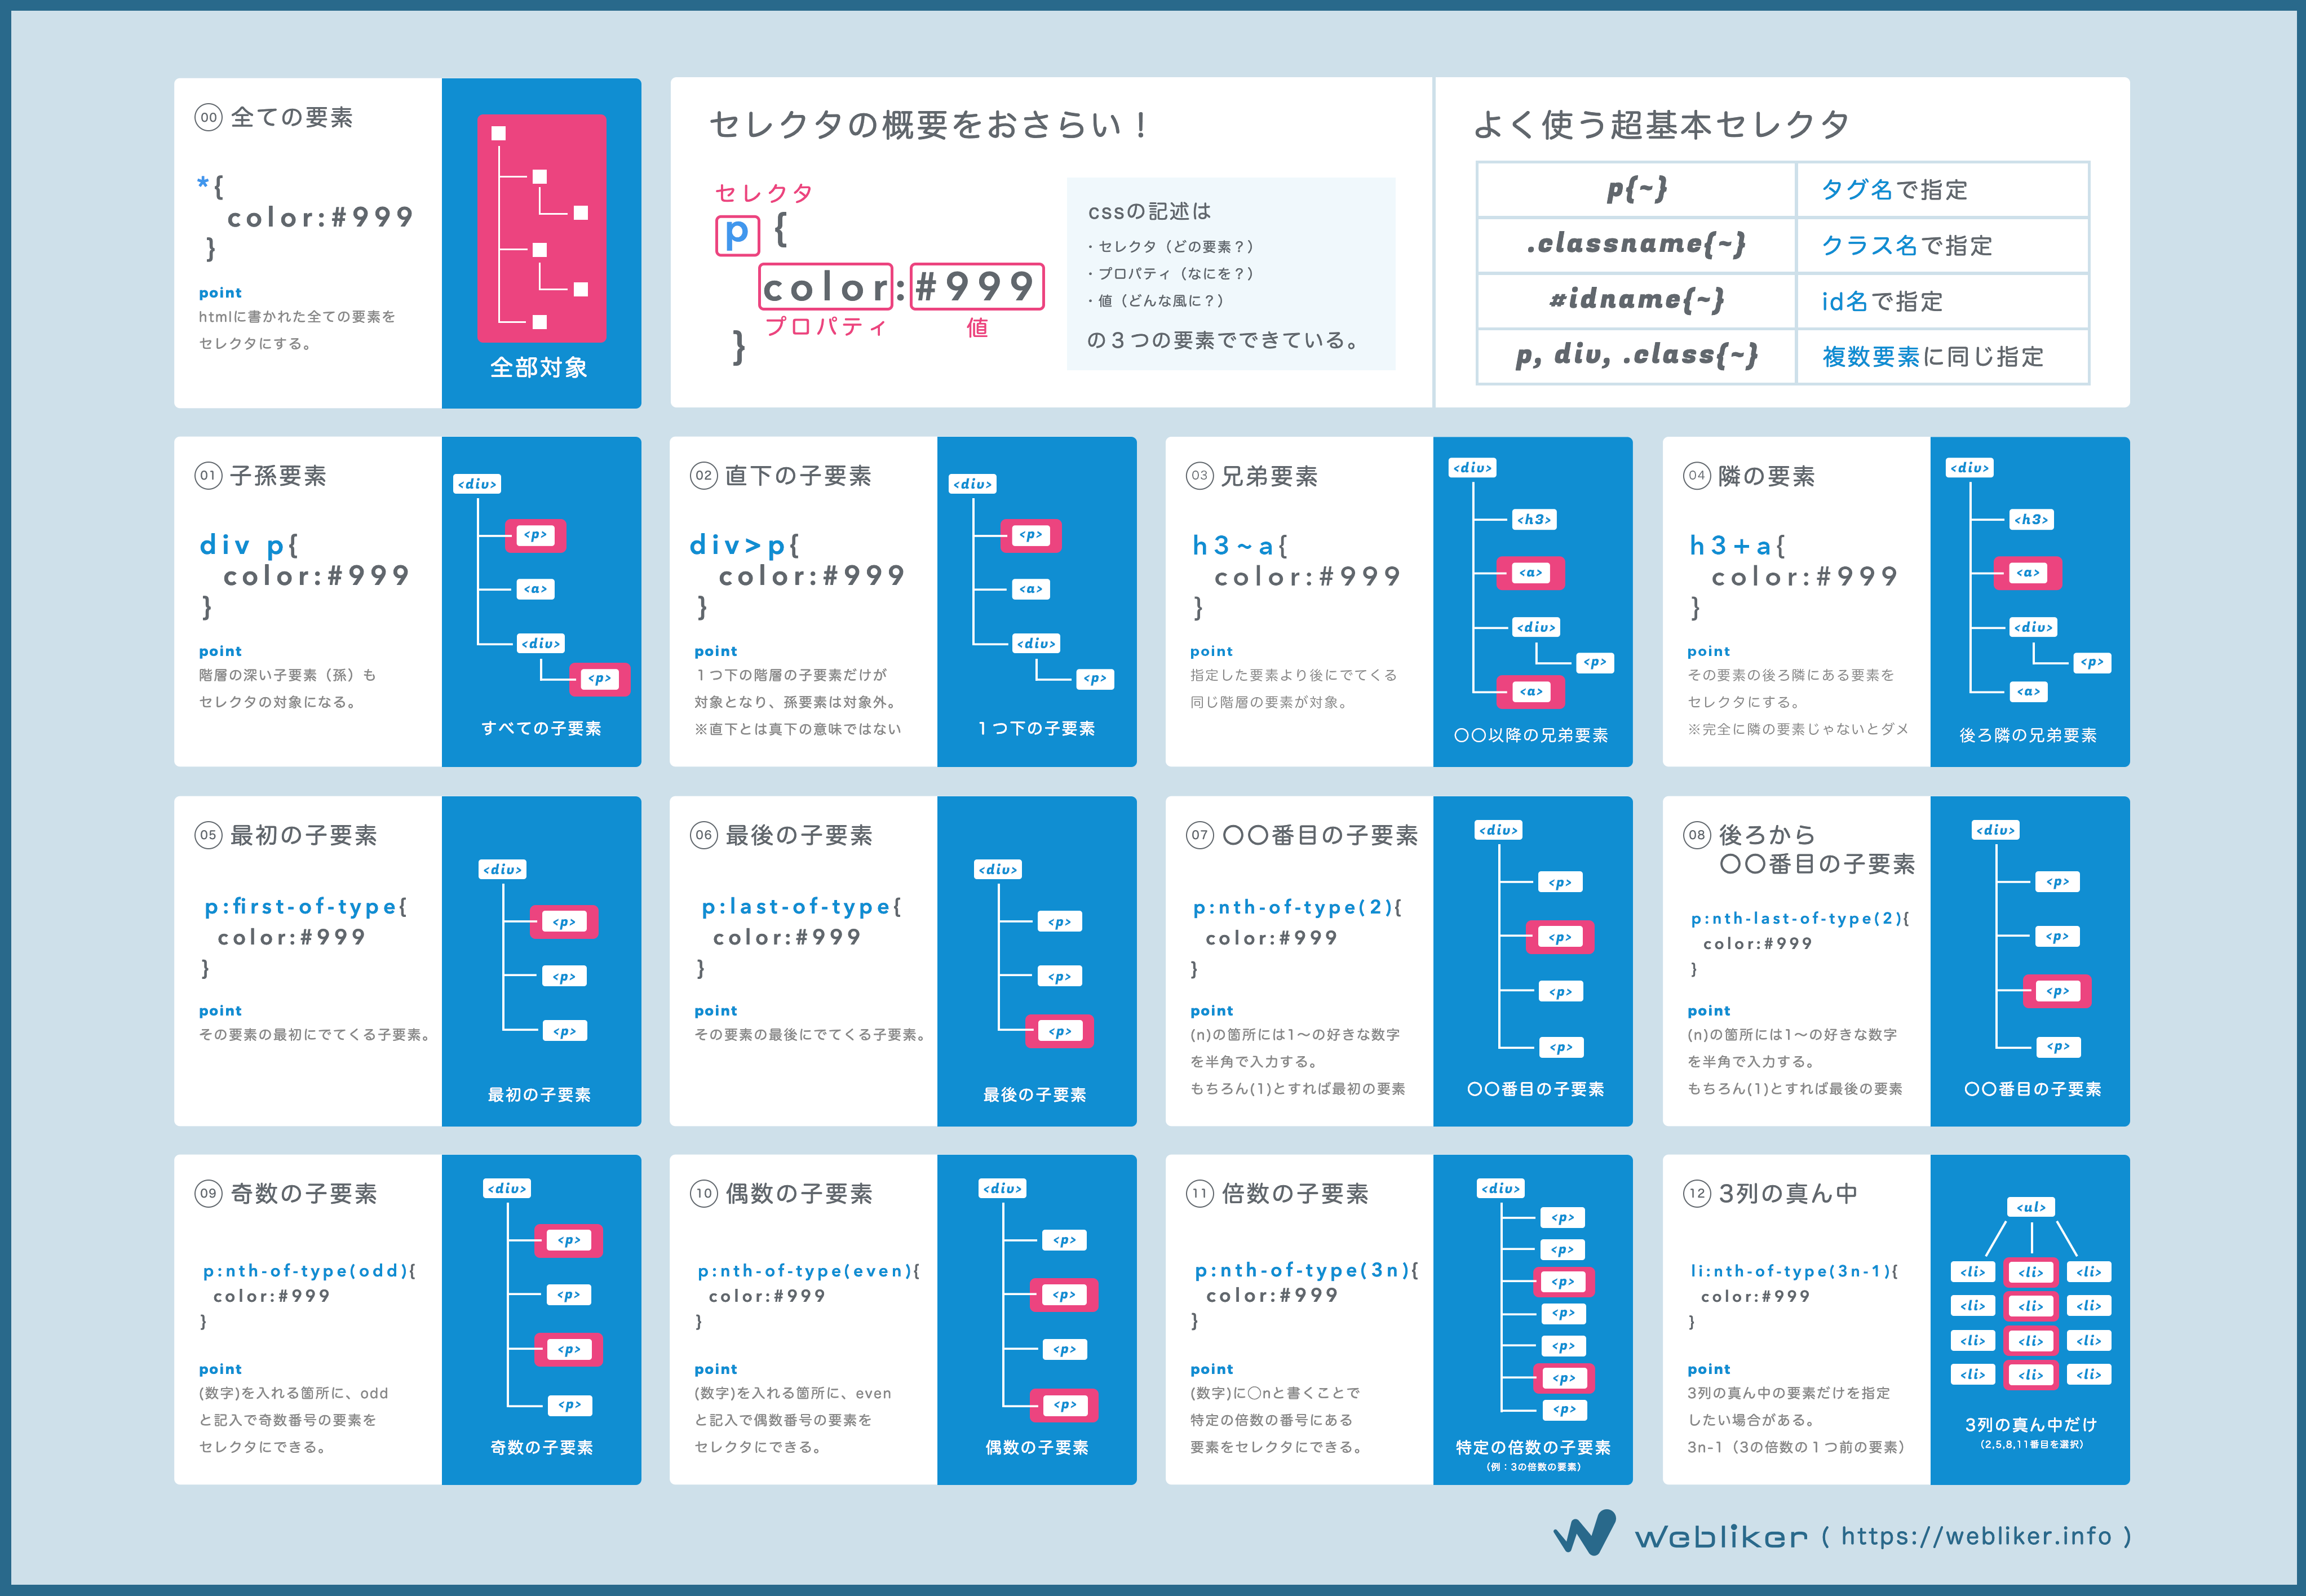 00 全ての要素
*{
color:#999
}
point
htmlに書かれた全ての要素を
セレクタにする。
全部対象
セレクタの概要をおさらい！
セレクタ
p {
color:#999
プロパティ 値
}
cssの記述は
・セレクタ（どの要素？）
・プロパティ（なにを？）
・値（どんな風に？）
の３つの要素でできている。
よく使う超基本セレクタ
p{~} タグ名で指定
.classname{~} クラス名で指定
#idname{~} id名で指定
p, div, .class{~} 複数要素に同じ指定
01 子孫要素
div p{
color:#999
}
point
階層の深い子要素（孫）も
セレクタの対象になる。
<div>
<p>
<a>
<div>
<p>
すべての子要素
02 直下の子要素
div>p{
color:#999
}
point
１つ下の階層の子要素だけが
対象となり、孫要素は対象外。
※直下とは真下の意味ではない
<div>
<p>
<a>
<div>
<p>
１つ下の子要素
03 兄弟要素
h3~a{
color:#999
}
point
指定した要素より後にでてくる
同じ階層の要素が対象。
<div>
<h3>
<a>
<div>
<p>
<a>
〇〇以降の兄弟要素
04 隣の要素
h3+a{
color:#999
}
point
その要素の後ろ隣にある要素を
セレクタにする。
※完全に隣の要素じゃないとダメ
<div>
<h3>
<a>
<div>
<p>
<a>
後ろ隣の兄弟要素
05 最初の子要素
p:first-of-type{
color:#999
}
point
その要素の最初にでてくる子要素。
<div>
<p>
<p>
<p>
最初の子要素
06 最後の子要素
p:last-of-type{
color:#999
}
point
その要素の最後にでてくる子要素。
<div>
<p>
<p>
<p>
最後の子要素
07 〇〇番目の子要素
p:nth-of-type(2){
color:#999
}
point
(n)の箇所には1〜の好きな数字
を半角で入力する。
もちろん(1)とすれば最初の要素
<div>
<p>
<p>
<p>
<p>
〇〇番目の子要素
08 後ろから
〇〇番目の子要素
p:nth-last-of-type(2){
color:#999
}
point
(n)の箇所には1〜の好きな数字
を半角で入力する。
もちろん(1)とすれば最後の要素
<div>
<p>
<p>
<p>
<p>
〇〇番目の子要素
09 奇数の子要素
p:nth-of-type(odd){
color:#999
}
point
(数字)を入れる箇所に、odd
と記入で奇数番号の要素を
セレクタにできる。
<div>
<p>
<p>
<p>
<p>
奇数の子要素
10 偶数の子要素
p:nth-of-type(even){
color:#999
}
point
(数字)を入れる箇所に、even
と記入で偶数番号の要素を
セレクタにできる。
<div>
<p>
<p>
<p>
<p>
偶数の子要素
11 倍数の子要素
p:nth-of-type(3n){
color:#999
}
point
(数字)に〇nと書くことで
特定の倍数の番号にある
要素をセレクタにできる。
<div>
<p>
<p>
<p>
<p>
<p>
<p>
<p>
特定の倍数の子要素
（例：3の倍数の要素）
12 3列の真ん中
li:nth-of-type(3n-1){
color:#999
}
point
3列の真ん中の要素だけを指定
したい場合がある。
3n-1（3の倍数の１つ前の要素）
<ul>
<li> <li> <li>
<li> <li> <li>
<li> <li> <li>
<li> <li> <li>
3列の真ん中だけ
（2,5,8,11番目を選択）
webliker ( https://webliker.info )